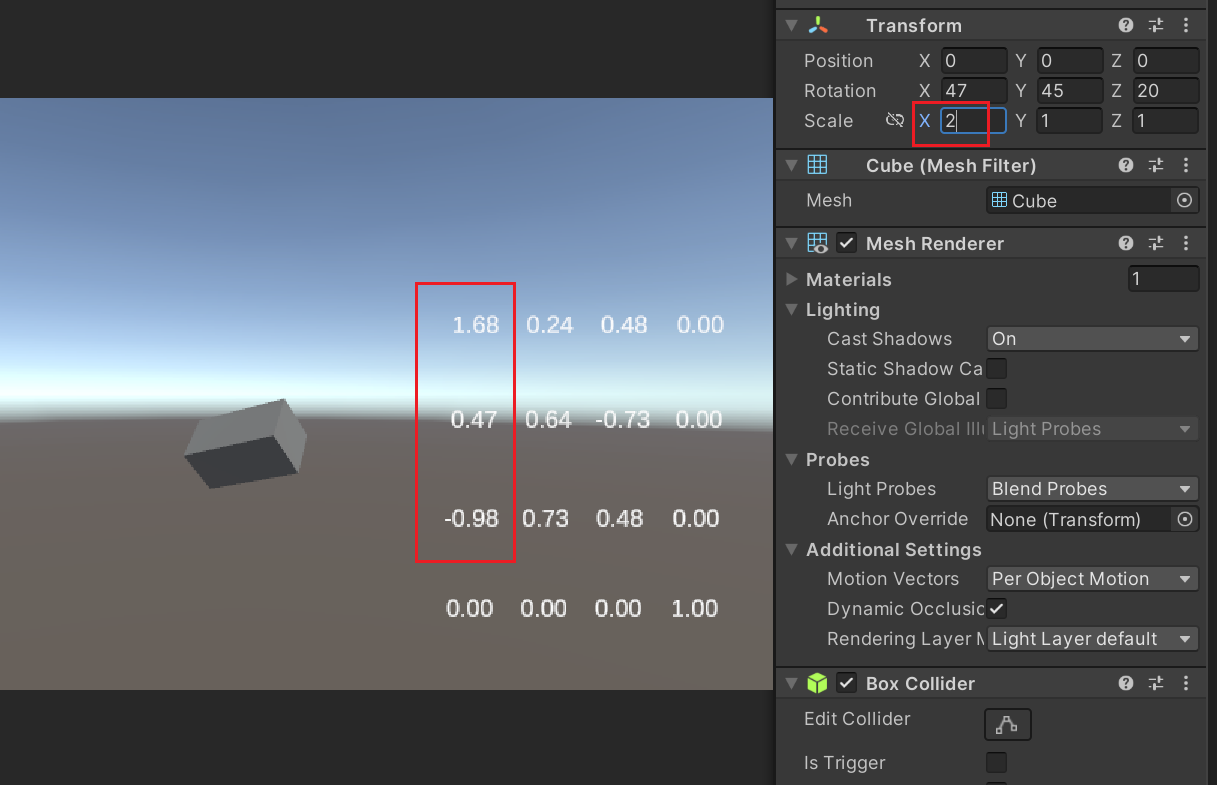 Transform
Position X 0 Y 0 Z 0
Rotation X 47 Y 45 Z 20
Scale X 2 Y 1 Z 1
Cube (Mesh Filter)
Mesh Cube
Mesh Renderer
Materials 1
Lighting
Cast Shadows On
Static Shadow Ca
Contribute Global
Receive Global Illu Light Probes
Probes
Light Probes Blend Probes
Anchor Override None (Transform)
Additional Settings
Motion Vectors Per Object Motion
Dynamic Occlusic
Rendering Layer M Light Layer default
Box Collider
Edit Collider
Is Trigger
1.68 0.24 0.48 0.00
0.47 0.64 -0.73 0.00
-0.98 0.73 0.48 0.00
0.00 0.00 0.00 1.00